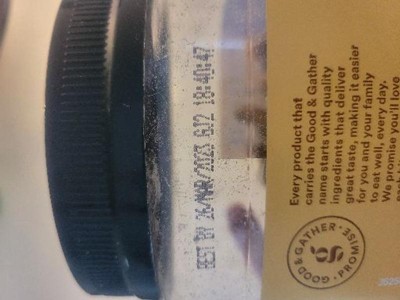 BEST BY 26/MAR/2023 G12 18:40:47
Every product that
carries the Good & Gather
name starts with quality
ingredients that deliver
great taste, making it easier
for you and your family
to eat well, every day.
We promise you'll love
GOOD & GATHER · PROMISE ·